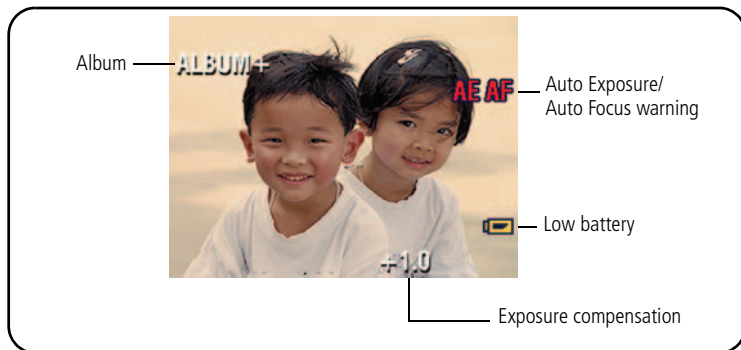 Album
ALBUM+
AE AF
Auto Exposure/
Auto Focus warning
Low battery
+1.0
Exposure compensation